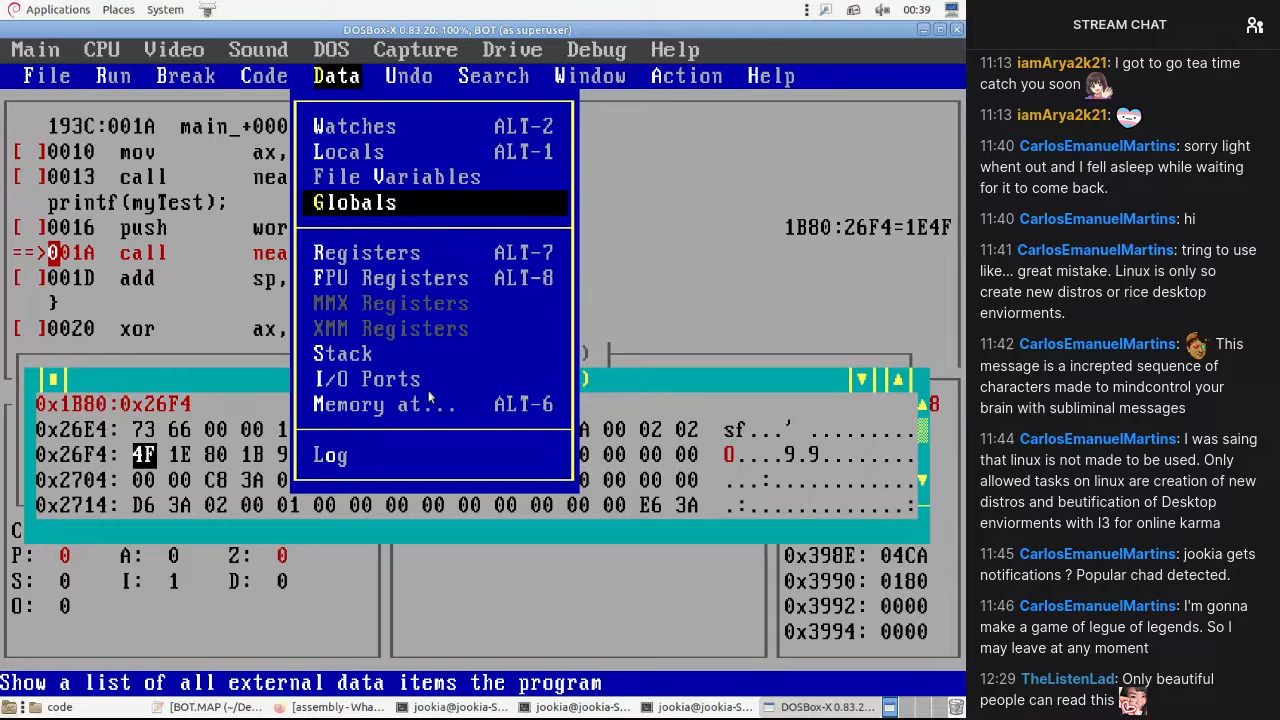 Applications Places System 00:39
DOSBox-X 0.83.20: 100%, BOT (as superuser)
Main CPU Video Sound DOS Capture Drive Debug Help
File Run Break Code Data Undo Search Window Action Help
193C:001A main_+000
[ ]0010 mov ax,
[ ]0013 call nea
printf(myTest);
[ ]0016 push wor 1B80:26F4=1E4F
==>001A call nea
[ ]001D add sp,
}
[ ]0020 xor ax,
Watches ALT-2
Locals ALT-1
File Variables
Globals
Registers ALT-7
FPU Registers ALT-8
MMX Registers
XMM Registers
Stack
I/O Ports
Memory at... ALT-6
Log
0x1B80:0x26F4 8
0x26E4: 73 66 00 00 1 A 00 02 02 sf...' .........
0x26F4: 4F 1E 80 1B 9 00 00 00 O....9.9........
0x2704: 00 00 C8 3A 0 00 00 00 ...:............
0x2714: D6 3A 02 00 01 00 00 00 00 00 00 00 00 00 E6 3A .:.............:
C
P: 0 A: 0 Z: 0
S: 0 I: 1 D: 0
O: 0
0x398E: 04CA
0x3990: 0180
0x3992: 0000
0x3994: 0000
Show a list of all external data items the program
code [BOT.MAP (~/De... [assembly - Wha... jookia@jookia-S... jookia@jookia-S... jookia@jookia-S... DOSBox-X 0.83.2...
STREAM CHAT
11:13 iamArya2k21: I got to go tea time
catch you soon
11:13 iamArya2k21:
11:40 CarlosEmanuelMartins: sorry light
whent out and I fell asleep while waiting
for it to come back.
11:40 CarlosEmanuelMartins: hi
11:41 CarlosEmanuelMartins: tring to use
like... great mistake. Linux is only so
create new distros or rice desktop
enviorments.
11:42 CarlosEmanuelMartins: This
message is a increpted sequence of
characters made to mindcontrol your
brain with subliminal messages
11:44 CarlosEmanuelMartins: I was saing
that linux is not made to be used. Only
allowed tasks on linux are creation of new
distros and beutification of Desktop
enviorments with I3 for online karma
11:45 CarlosEmanuelMartins: jookia gets
notifications ? Popular chad detected.
11:46 CarlosEmanuelMartins: I'm gonna
make a game of legue of legends. So I
may leave at any moment
12:29 TheListenLad: Only beautiful
people can read this